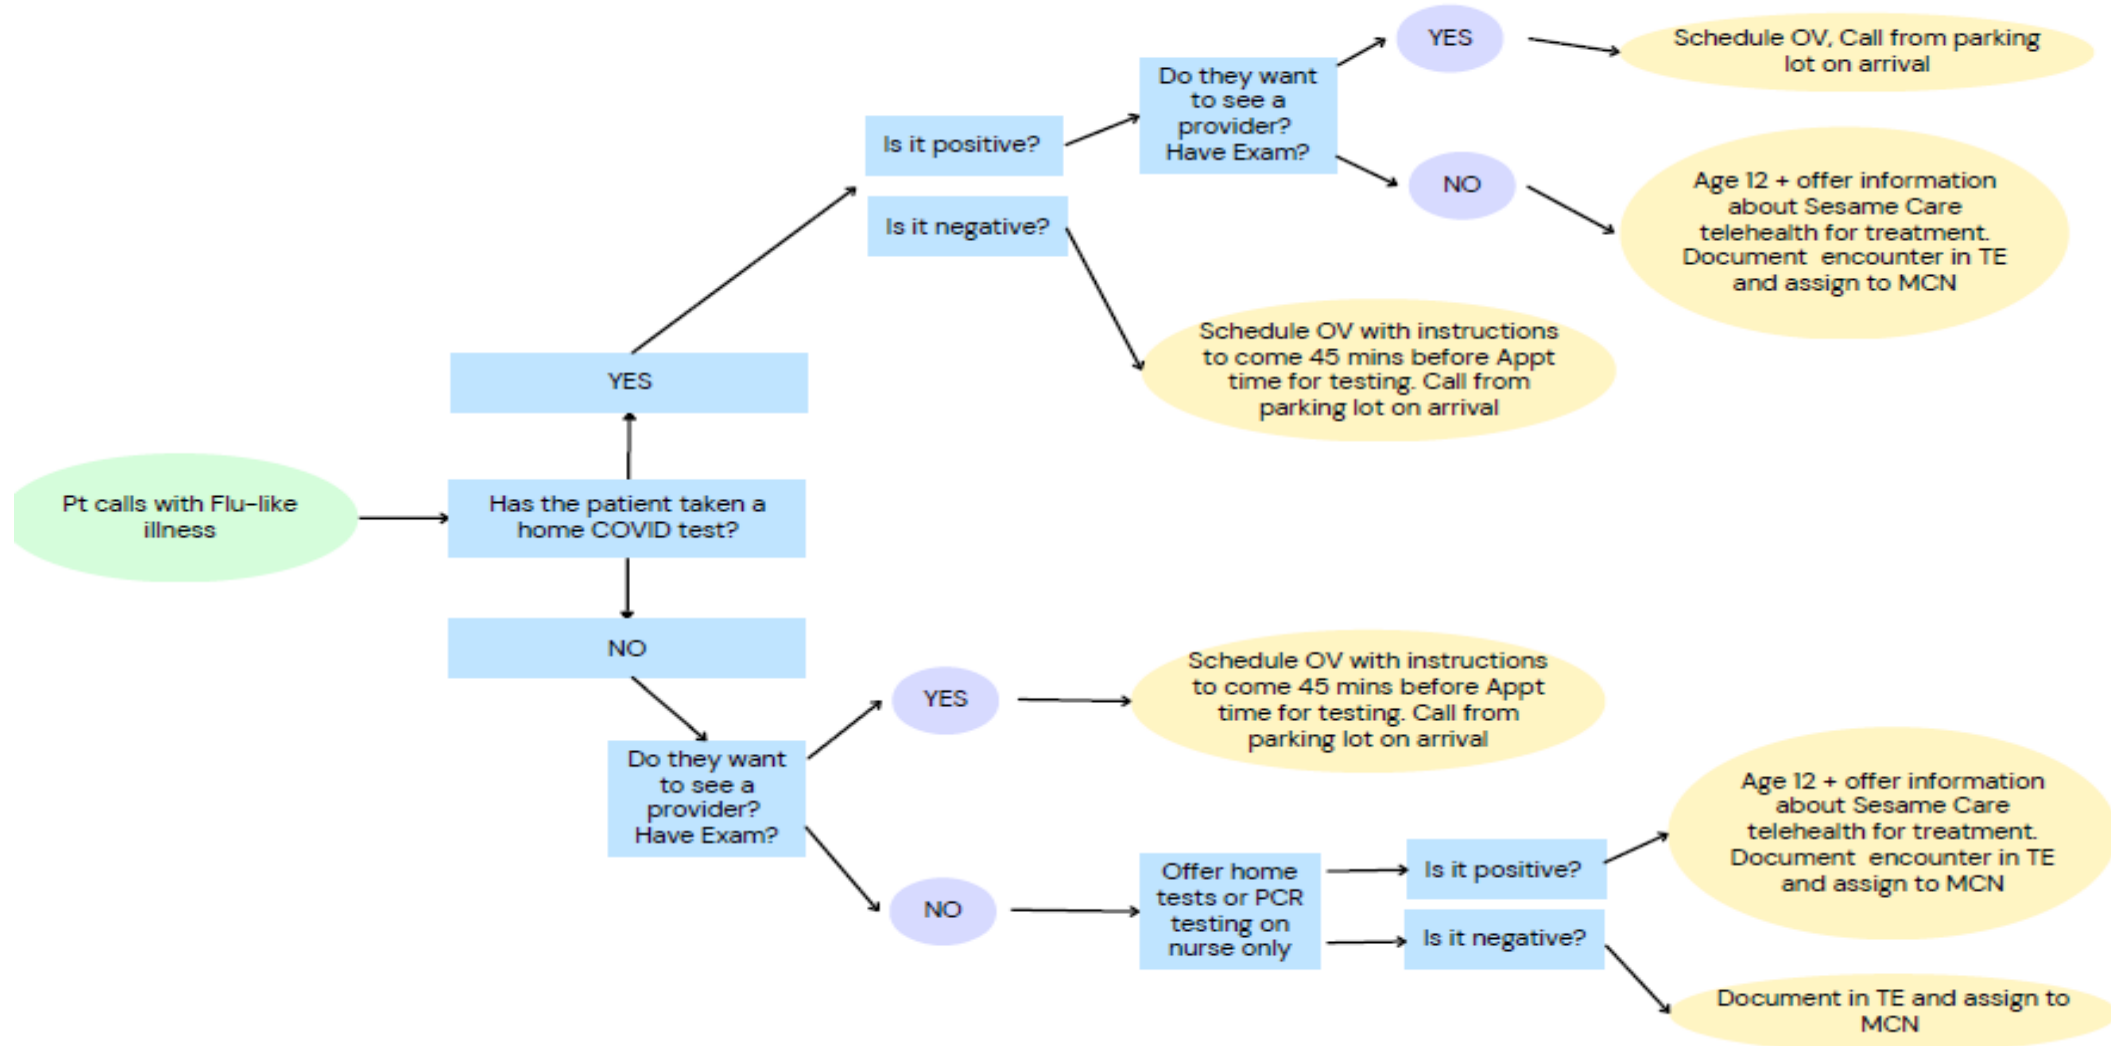 YES
Schedule OV, Call from parking
lot on arrival
Do they want
to see a
provider?
Have Exam?
Is it positive?
NO
Age 12 + offer information
about Sesame Care
telehealth for treatment.
Document encounter in TE
and assign to MCN
Is it negative?
Schedule OV with instructions
to come 45 mins before Appt
time for testing. Call from
parking lot on arrival
YES
Pt calls with Flu-like
illness
Has the patient taken a
home COVID test?
NO
Do they want
to see a
provider?
Have Exam?
YES
Schedule OV with instructions
to come 45 mins before Appt
time for testing. Call from
parking lot on arrival
NO
Offer home
tests or PCR
testing on
nurse only
Is it positive?
Age 12 + offer information
about Sesame Care
telehealth for treatment.
Document encounter in TE
and assign to MCN
Is it negative?
Document in TE and assign to
MCN